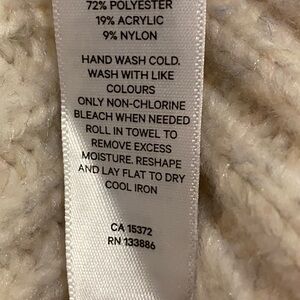 72% POLYESTER
19% ACRYLIC
9% NYLON
HAND WASH COLD.
WASH WITH LIKE
COLOURS
ONLY NON-CHLORINE
BLEACH WHEN NEEDED
ROLL IN TOWEL TO
REMOVE EXCESS
MOISTURE. RESHAPE
AND LAY FLAT TO DRY
COOL IRON
CA 15372
RN 133886